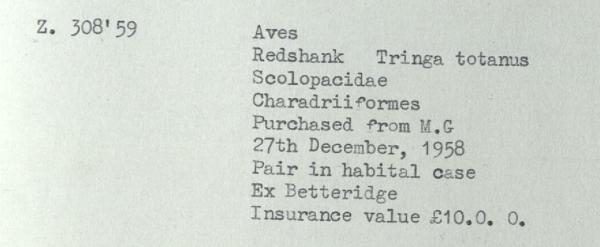 Z. 308'59
Aves
Redshank Tringa totanus
Scolopacidae
Charadriiformes
Purchased from M.G
27th December, 1958
Pair in habital case
Ex Betteridge
Insurance value £10.0. 0.